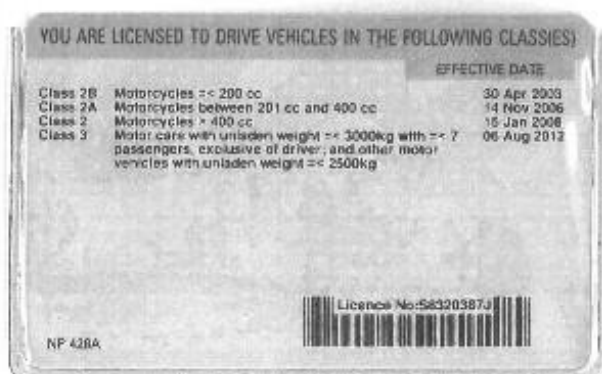 YOU ARE LICENSED TO DRIVE VEHICLES IN THE FOLLOWING CLASS(ES)
EFFECTIVE DATE
Class 2B Motorcycles =< 200 cc 30 Apr 2003
Class 2A Motorcycles between 201 cc and 400 cc 14 Nov 2006
Class 2 Motorcycles > 400 cc 15 Jan 2008
Class 3 Motor cars with unladen weight =< 3000kg with =< 7 06 Aug 2012
passengers, exclusive of driver; and other motor
vehicles with unladen weight =< 2500kg
Licence No:S8320387J
NP 428A